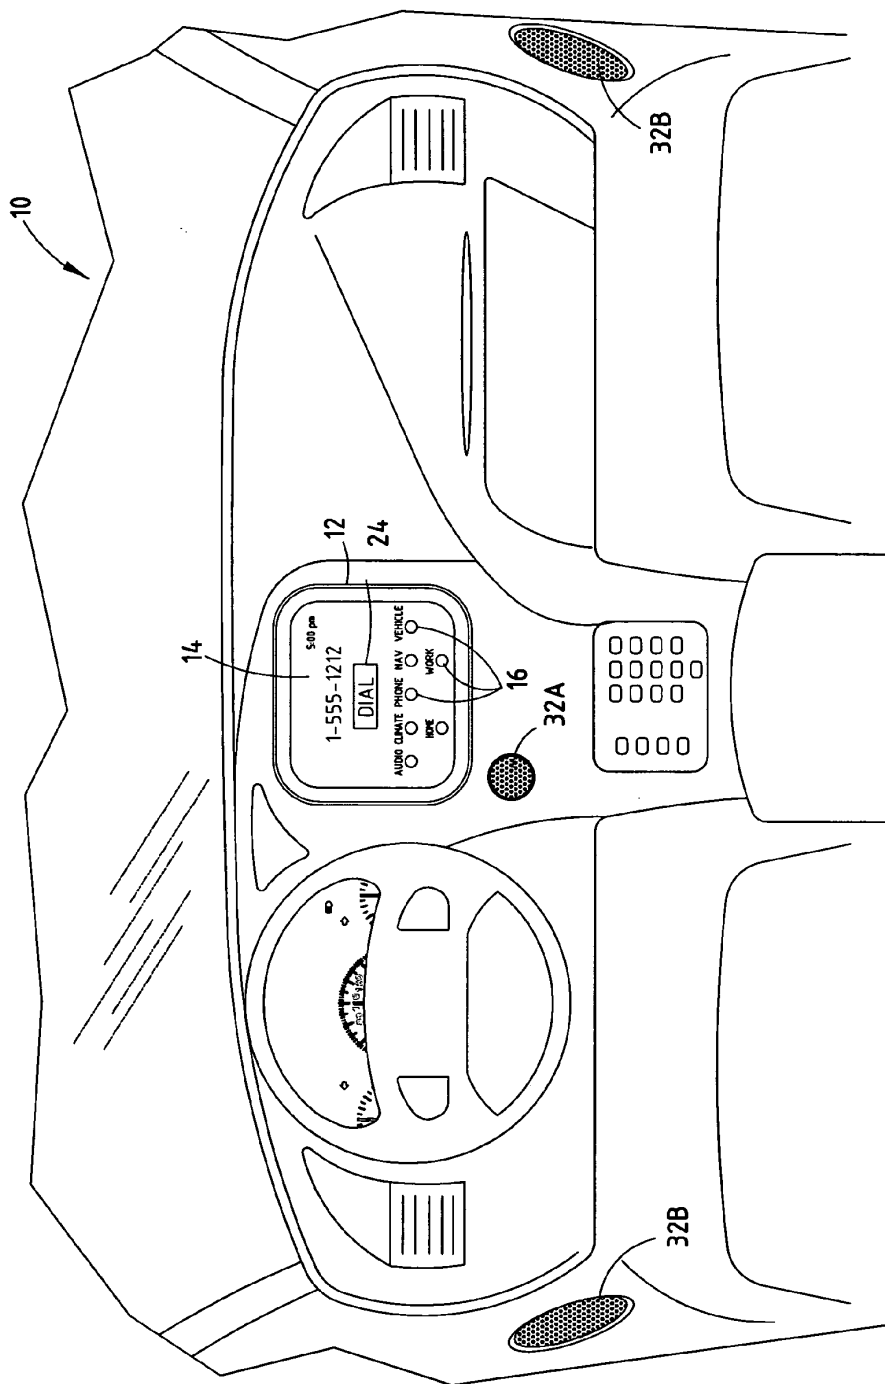 10
14
12
24
5:00 pm
1-555-1212
DIAL
AUDIO CLIMATE PHONE NAV VEHICLE
HOME WORK
16
32A
32B
32B